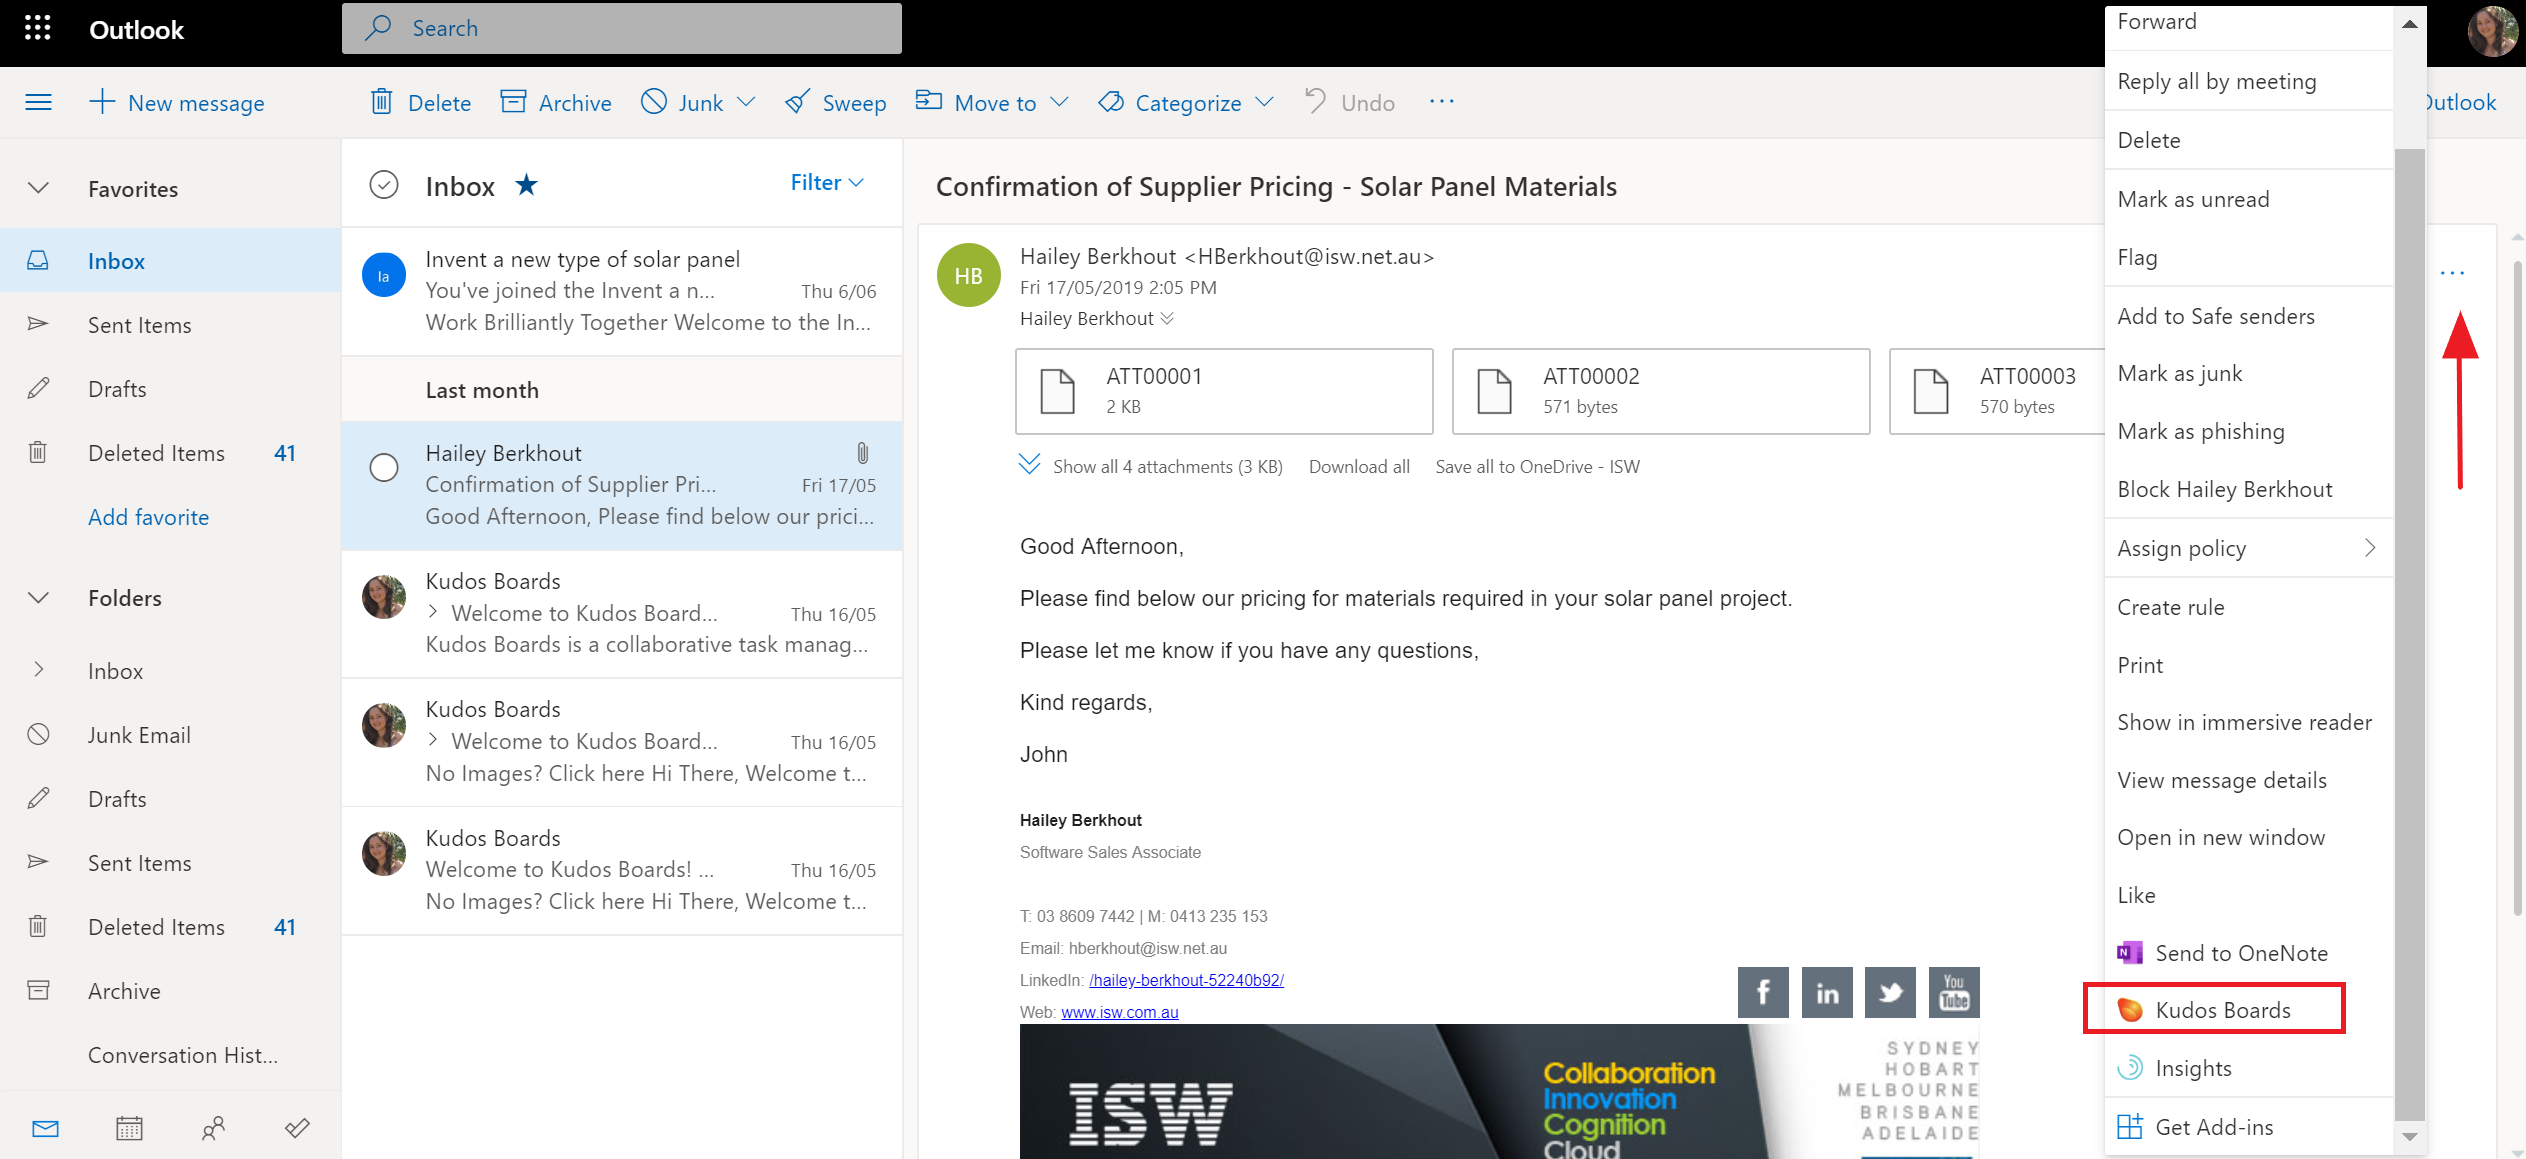 Outlook
Search
New message
Delete
Archive
Junk
Sweep
Move to
Categorize
Undo
Outlook
Favorites
Inbox
Sent Items
Drafts
Deleted Items 41
Add favorite
Folders
Inbox
Junk Email
Drafts
Sent Items
Deleted Items 41
Archive
Conversation Hist...
Inbox
Filter
Ia
Invent a new type of solar panel
You've joined the Invent a n... Thu 6/06
Work Brilliantly Together Welcome to the In...
Last month
Hailey Berkhout
Confirmation of Supplier Pri... Fri 17/05
Good Afternoon, Please find below our prici...
Kudos Boards
Welcome to Kudos Board... Thu 16/05
Kudos Boards is a collaborative task manag...
Kudos Boards
Welcome to Kudos Board... Thu 16/05
No Images? Click here Hi There, Welcome t...
Kudos Boards
Welcome to Kudos Boards! ... Thu 16/05
No Images? Click here Hi There, Welcome t...
Confirmation of Supplier Pricing - Solar Panel Materials
HB
Hailey Berkhout <HBerkhout@isw.net.au>
Fri 17/05/2019 2:05 PM
Hailey Berkhout
ATT00001
2 KB
ATT00002
571 bytes
ATT00003
570 bytes
Show all 4 attachments (3 KB) Download all Save all to OneDrive - ISW
Good Afternoon,
Please find below our pricing for materials required in your solar panel project.
Please let me know if you have any questions,
Kind regards,
John
Hailey Berkhout
Software Sales Associate
T: 03 8609 7442 | M: 0413 235 153
Email: hberkhout@isw.net.au
LinkedIn: /hailey-berkhout-52240b92/
Web: www.isw.com.au
f
in
You
Tube
ISW
Collaboration
Innovation
Cognition
Cloud
SYDNEY
HOBART
MELBOURNE
BRISBANE
ADELAIDE
Forward
Reply all by meeting
Delete
Mark as unread
Flag
Add to Safe senders
Mark as junk
Mark as phishing
Block Hailey Berkhout
Assign policy
Create rule
Print
Show in immersive reader
View message details
Open in new window
Like
N
Send to OneNote
Kudos Boards
Insights
Get Add-ins